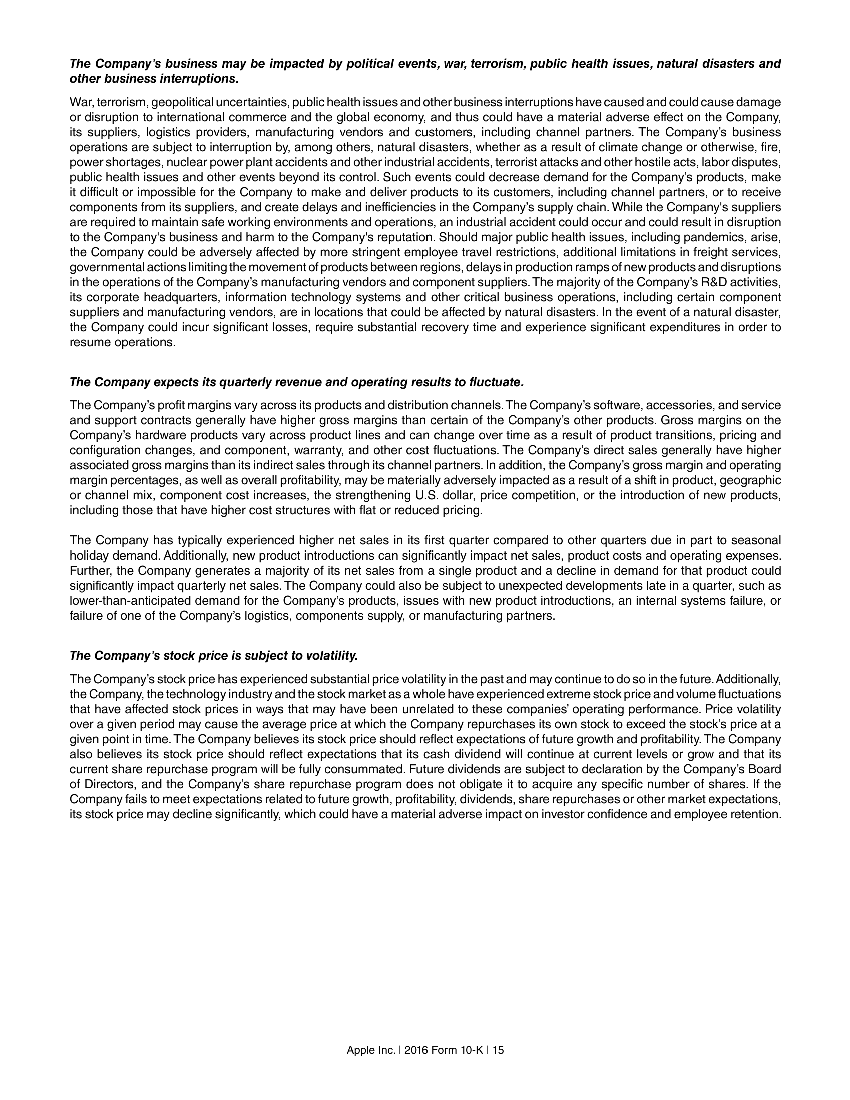 The Company's business may be impacted by political events, war, terrorism, public health issues, natural disasters and
other business interruptions.
War, terrorism, geopolitical uncertainties, public health issues and other business interruptions have caused and could cause damage
or disruption to international commerce and the global economy, and thus could have a material adverse effect on the Company,
its suppliers, logistics providers, manufacturing vendors and customers, including channel partners. The Company's business
operations are subject to interruption by, among others, natural disasters, whether as a result of climate change or otherwise, fire,
power shortages, nuclear power plant accidents and other industrial accidents, terrorist attacks and other hostile acts, labor disputes,
public health issues and other events beyond its control. Such events could decrease demand for the Company's products, make
it difficult or impossible for the Company to make and deliver products to its customers, including channel partners, or to receive
components from its suppliers, and create delays and inefficiencies in the Company's supply chain. While the Company's suppliers
are required to maintain safe working environments and operations, an industrial accident could occur and could result in disruption
to the Company's business and harm to the Company's reputation. Should major public health issues, including pandemics, arise,
the Company could be adversely affected by more stringent employee travel restrictions, additional limitations in freight services,
governmental actions limiting the movement of products between regions, delays in production ramps of new products and disruptions
in the operations of the Company's manufacturing vendors and component suppliers. The majority of the Company's R&D activities,
its corporate headquarters, information technology systems and other critical business operations, including certain component
suppliers and manufacturing vendors, are in locations that could be affected by natural disasters. In the event of a natural disaster,
the Company could incur significant losses, require substantial recovery time and experience significant expenditures in order to
resume operations.
The Company expects its quarterly revenue and operating results to fluctuate.
The Company's profit margins vary across its products and distribution channels. The Company's software, accessories, and service
and support contracts generally have higher gross margins than certain of the Company's other products. Gross margins on the
Company's hardware products vary across product lines and can change over time as a result of product transitions, pricing and
configuration changes, and component, warranty, and other cost fluctuations. The Company's direct sales generally have higher
associated gross margins than its indirect sales through its channel partners. In addition, the Company's gross margin and operating
margin percentages, as well as overall profitability, may be materially adversely impacted as a result of a shift in product, geographic
or channel mix, component cost increases, the strengthening U.S. dollar, price competition, or the introduction of new products,
including those that have higher cost structures with flat or reduced pricing.
The Company has typically experienced higher net sales in its first quarter compared to other quarters due in part to seasonal
holiday demand. Additionally, new product introductions can significantly impact net sales, product costs and operating expenses.
Further, the Company generates a majority of its net sales from a single product and a decline in demand for that product could
significantly impact quarterly net sales. The Company could also be subject to unexpected developments late in a quarter, such as
lower-than-anticipated demand for the Company's products, issues with new product introductions, an internal systems failure, or
failure of one of the Company's logistics, components supply, or manufacturing partners.
The Company's stock price is subject to volatility.
The Company's stock price has experienced substantial price volatility in the past and may continue to do so in the future. Additionally,
the Company, the technology industry and the stock market as a whole have experienced extreme stock price and volume fluctuations
that have affected stock prices in ways that may have been unrelated to these companies' operating performance. Price volatility
over a given period may cause the average price at which the Company repurchases its own stock to exceed the stock's price at a
given point in time. The Company believes its stock price should reflect expectations of future growth and profitability. The Company
also believes its stock price should reflect expectations that its cash dividend will continue at current levels or grow and that its
current share repurchase program will be fully consummated. Future dividends are subject to declaration by the Company's Board
of Directors, and the Company's share repurchase program does not obligate it to acquire any specific number of shares. If the
Company fails to meet expectations related to future growth, profitability, dividends, share repurchases or other market expectations,
its stock price may decline significantly, which could have a material adverse impact on investor confidence and employee retention.
Apple Inc. | 2016 Form 10-K | 15